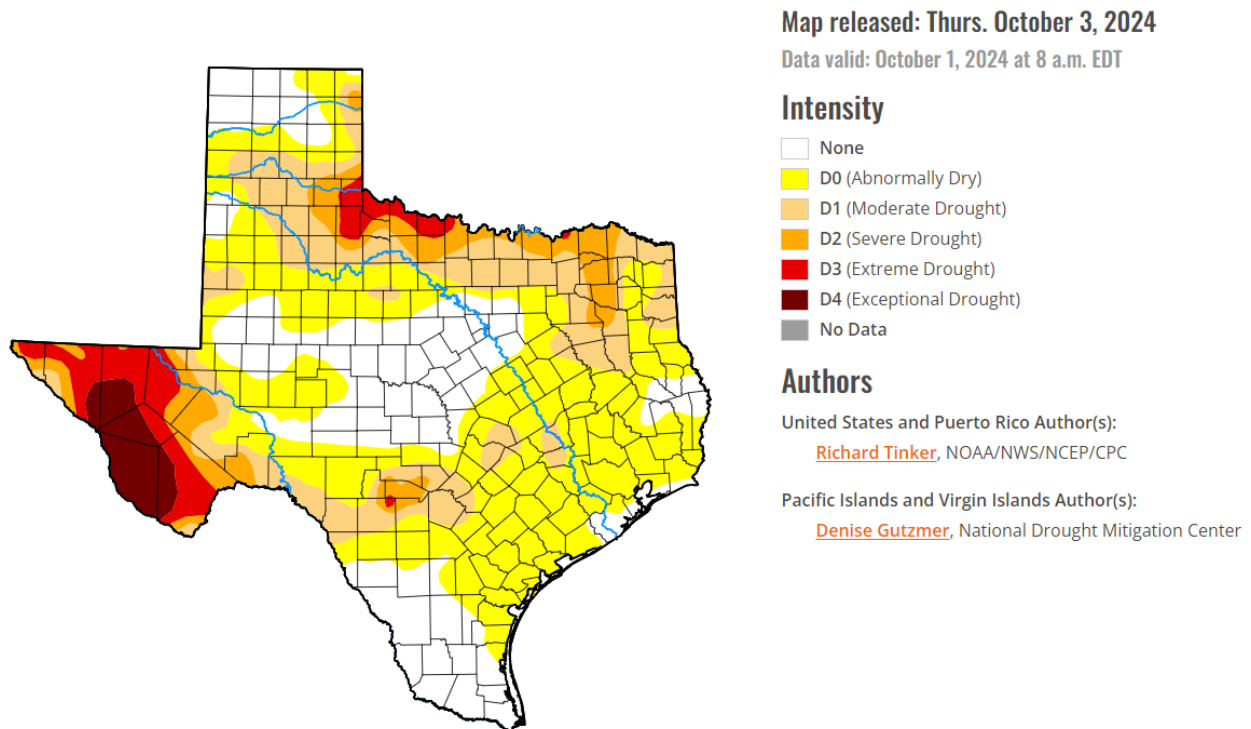 Map released: Thurs. October 3, 2024
Data valid: October 1, 2024 at 8 a.m. EDT
Intensity
None
D0 (Abnormally Dry)
D1 (Moderate Drought)
D2 (Severe Drought)
D3 (Extreme Drought)
D4 (Exceptional Drought)
No Data
Authors
United States and Puerto Rico Author(s):
Richard Tinker, NOAA/NWS/NCEP/CPC
Pacific Islands and Virgin Islands Author(s):
Denise Gutzmer, National Drought Mitigation Center